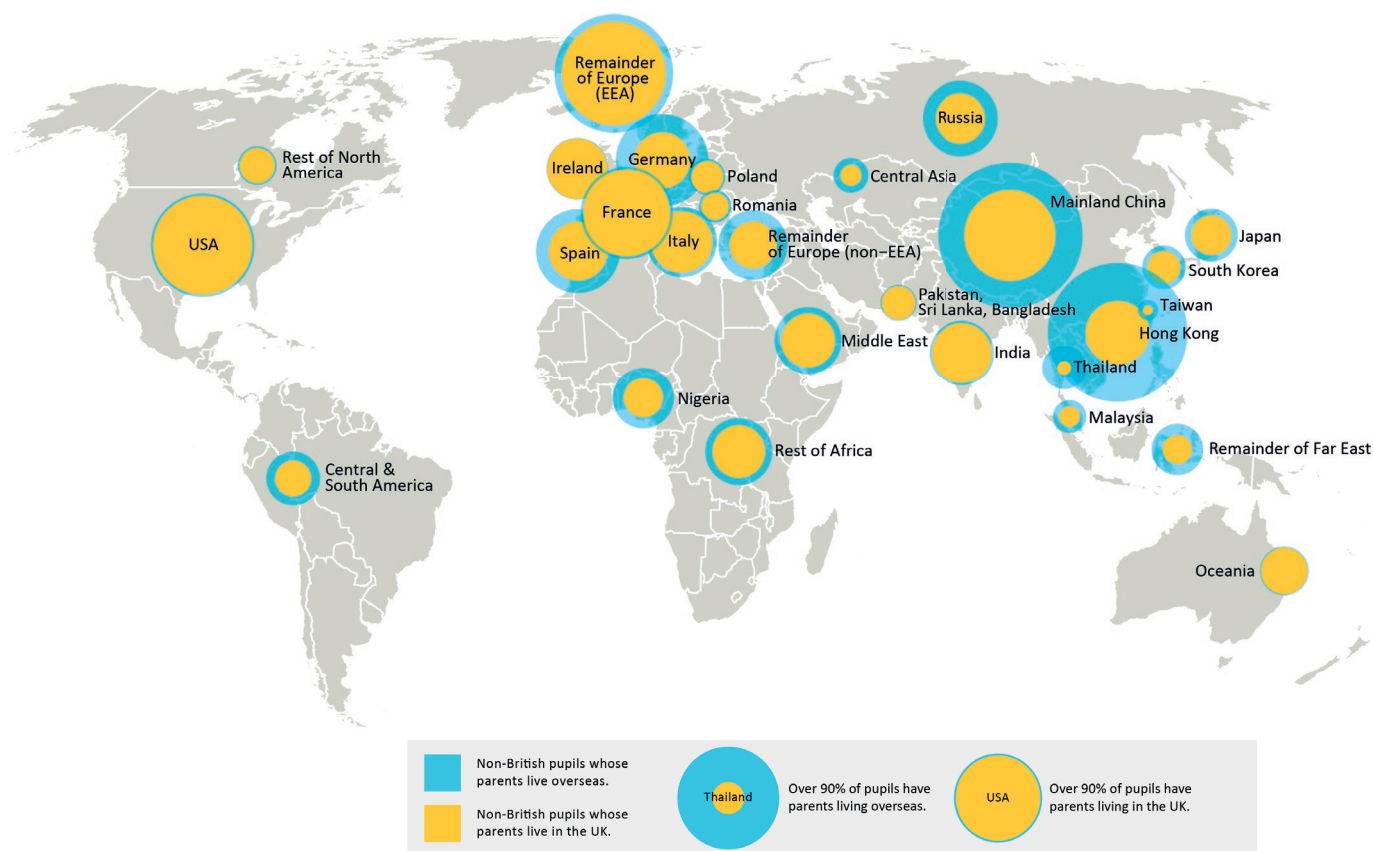 Remainder
of Europe
(EEA)
Russia
Rest of North
America
Ireland
Germany
Poland
Central Asia
Mainland China
Romania
France
USA
Spain
Italy
Remainder
of Europe (non–EEA)
Japan
South Korea
Pakistan,
Sri Lanka, Bangladesh
Taiwan
Hong Kong
Middle East
India
Thailand
Nigeria
Malaysia
Rest of Africa
Remainder of Far East
Central &
South America
Oceania
Non-British pupils whose
parents live overseas.
Non-British pupils whose
parents live in the UK.
Thailand
Over 90% of pupils have
parents living overseas.
USA
Over 90% of pupils have
parents living in the UK.